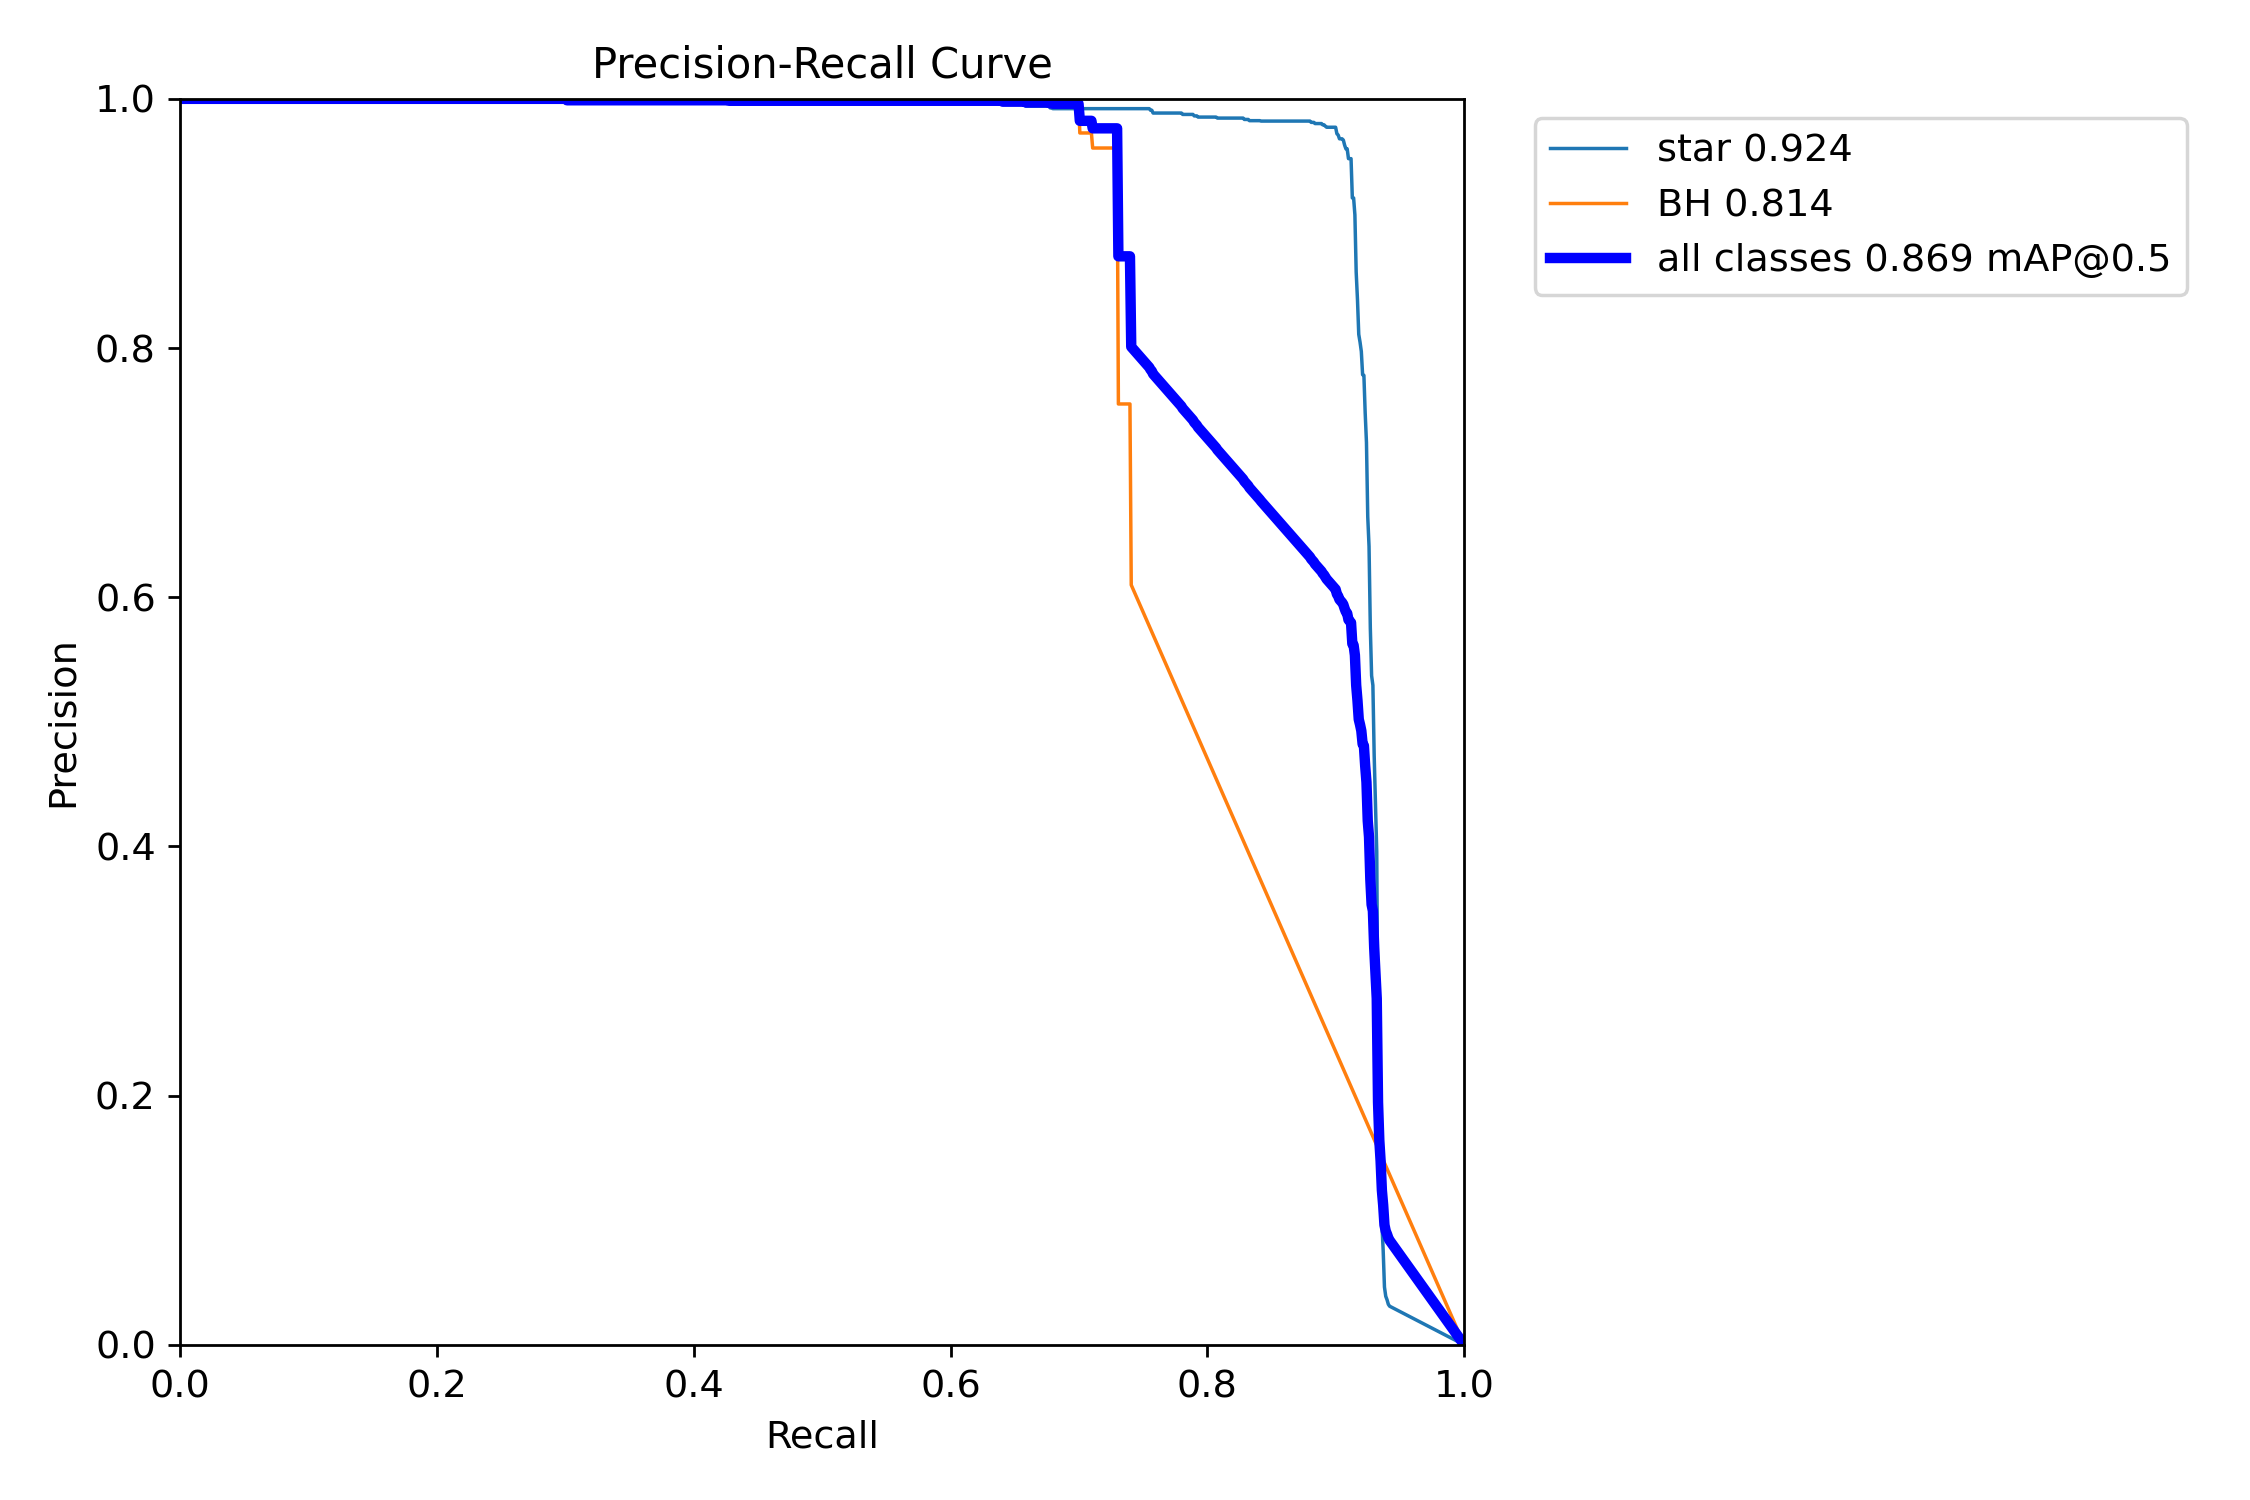 Precision-Recall Curve
1.0
0.8
0.6
0.4
0.2
0.0
Precision
0.0 0.2 0.4 0.6 0.8 1.0
Recall
star 0.924
BH 0.814
all classes 0.869 mAP@0.5